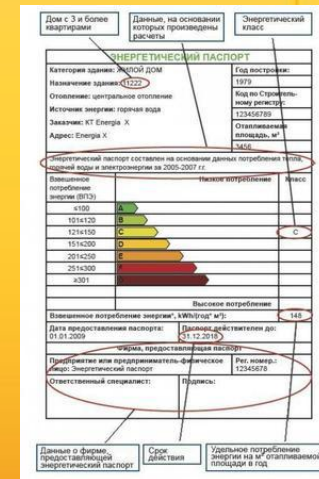 Дом с 3 и более
квартирами
Данные, на основании
которых произведены
расчеты
Энергетический
класс
ЭНЕРГЕТИЧЕСКИЙ ПАСПОРТ
Категория здания: ЖИЛОЙ ДОМ
Год постройки:
Назначение здания: 11222
1979
Отопление: центральное отопление
Код по Строитель-
ному регистру:
Источник энергии: горячая вода
123456789
Заказчик: КТ Energia X
Отапливаемая
площадь, м²
Адрес: Energia X
3456
Энергетический паспорт составлен на основании данных потребления тепла,
горячей воды и электроэнергии за 2005-2007 гг.
Взвешенное
потребление
энергии (ВПЭ)
Низкое потребление
Класс
≤100 A
101≤120 B
121≤150 C
C
151≤200 D
201≤250 E
251≤300 F
≥301
Высокое потребление
Взвешенное потребление энергии*, kWh/(год* м²):
148
Дата предоставления паспорта:
01.01.2009
Паспорт действителен до:
31.12.2018
Фирма, предоставляющая паспорт
Предприятие или предприниматель-физическое
лицо: Энергетический паспорт
Рег. номер.:
12345678
Ответственный специалист:
Подпись:
Данные о фирме,
предоставляющей
энергетический паспорт
Срок
действия
Удельное потребление
энергии на м² отапливаемой
площади в год